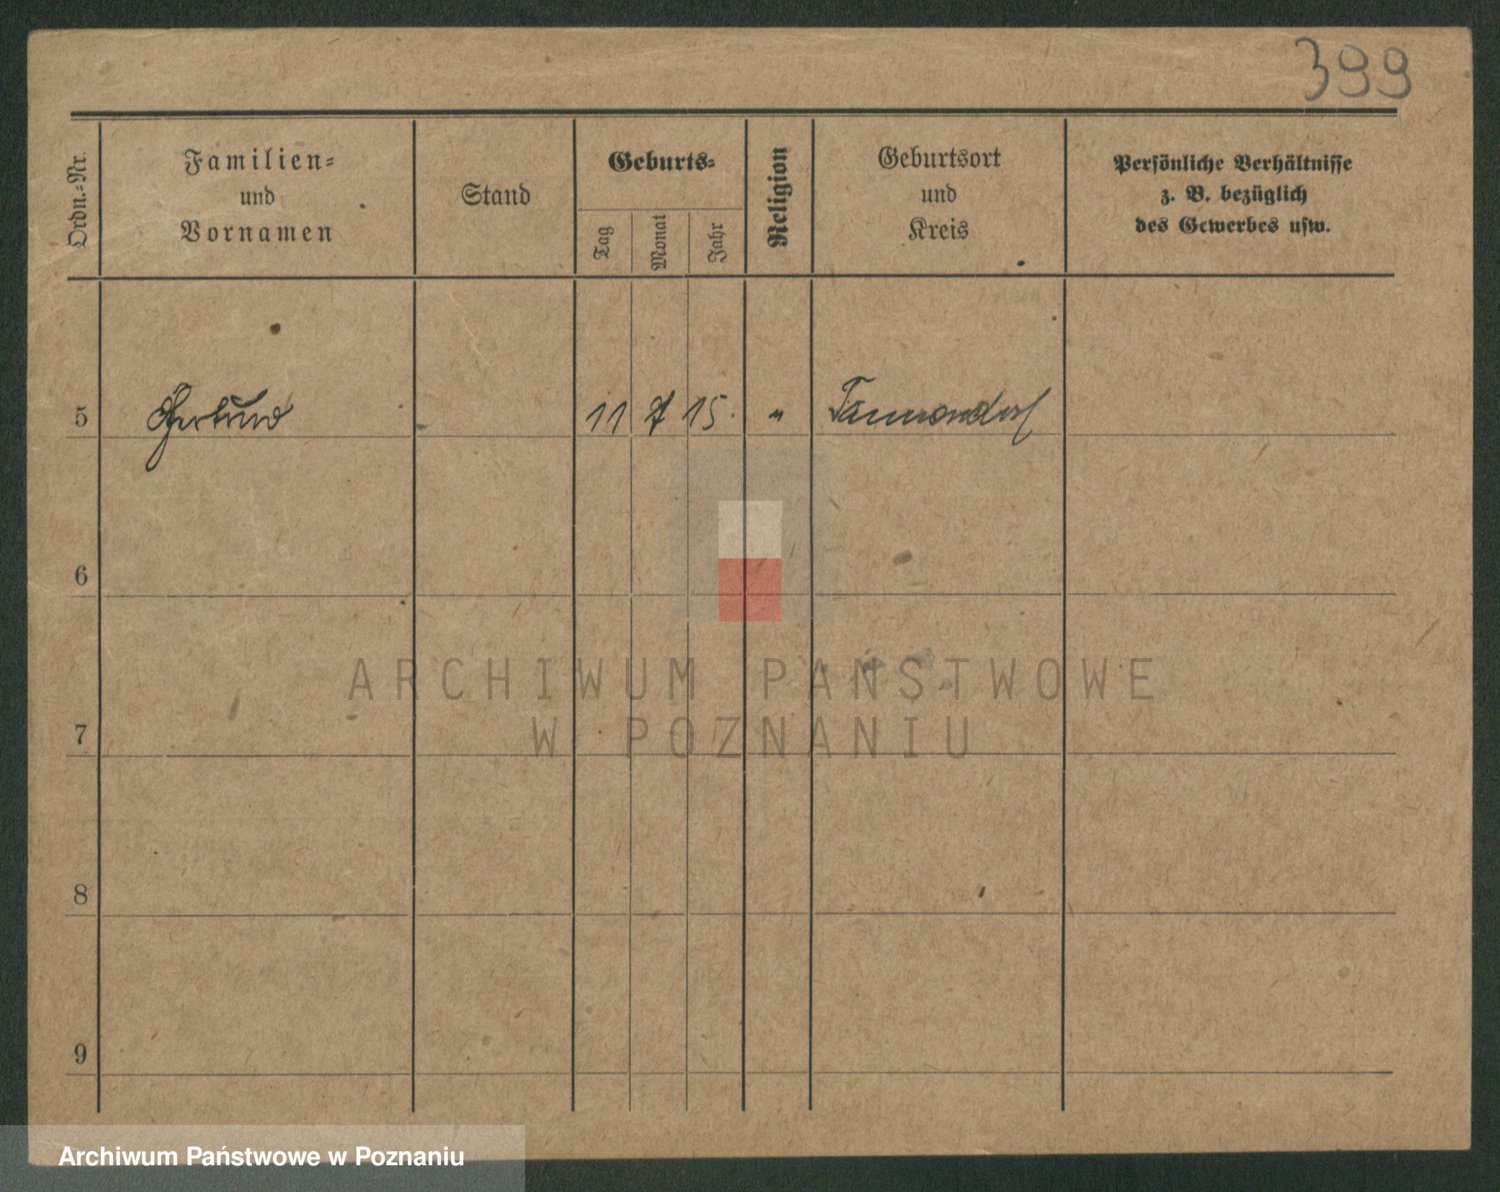 399
Ordn.-Nr.
Familien-
und
Vornamen
Stand
Geburts-
Tag
Monat
Jahr
Religion
Geburtsort
und
Kreis
Persönliche Verhältnisse
z. B. bezüglich
des Gewerbes usw.
5 11 7 15. "
6
7
8
9
ARCHIWUM PAŃSTWOWE
W POZNANIU
Archiwum Państwowe w Poznaniu